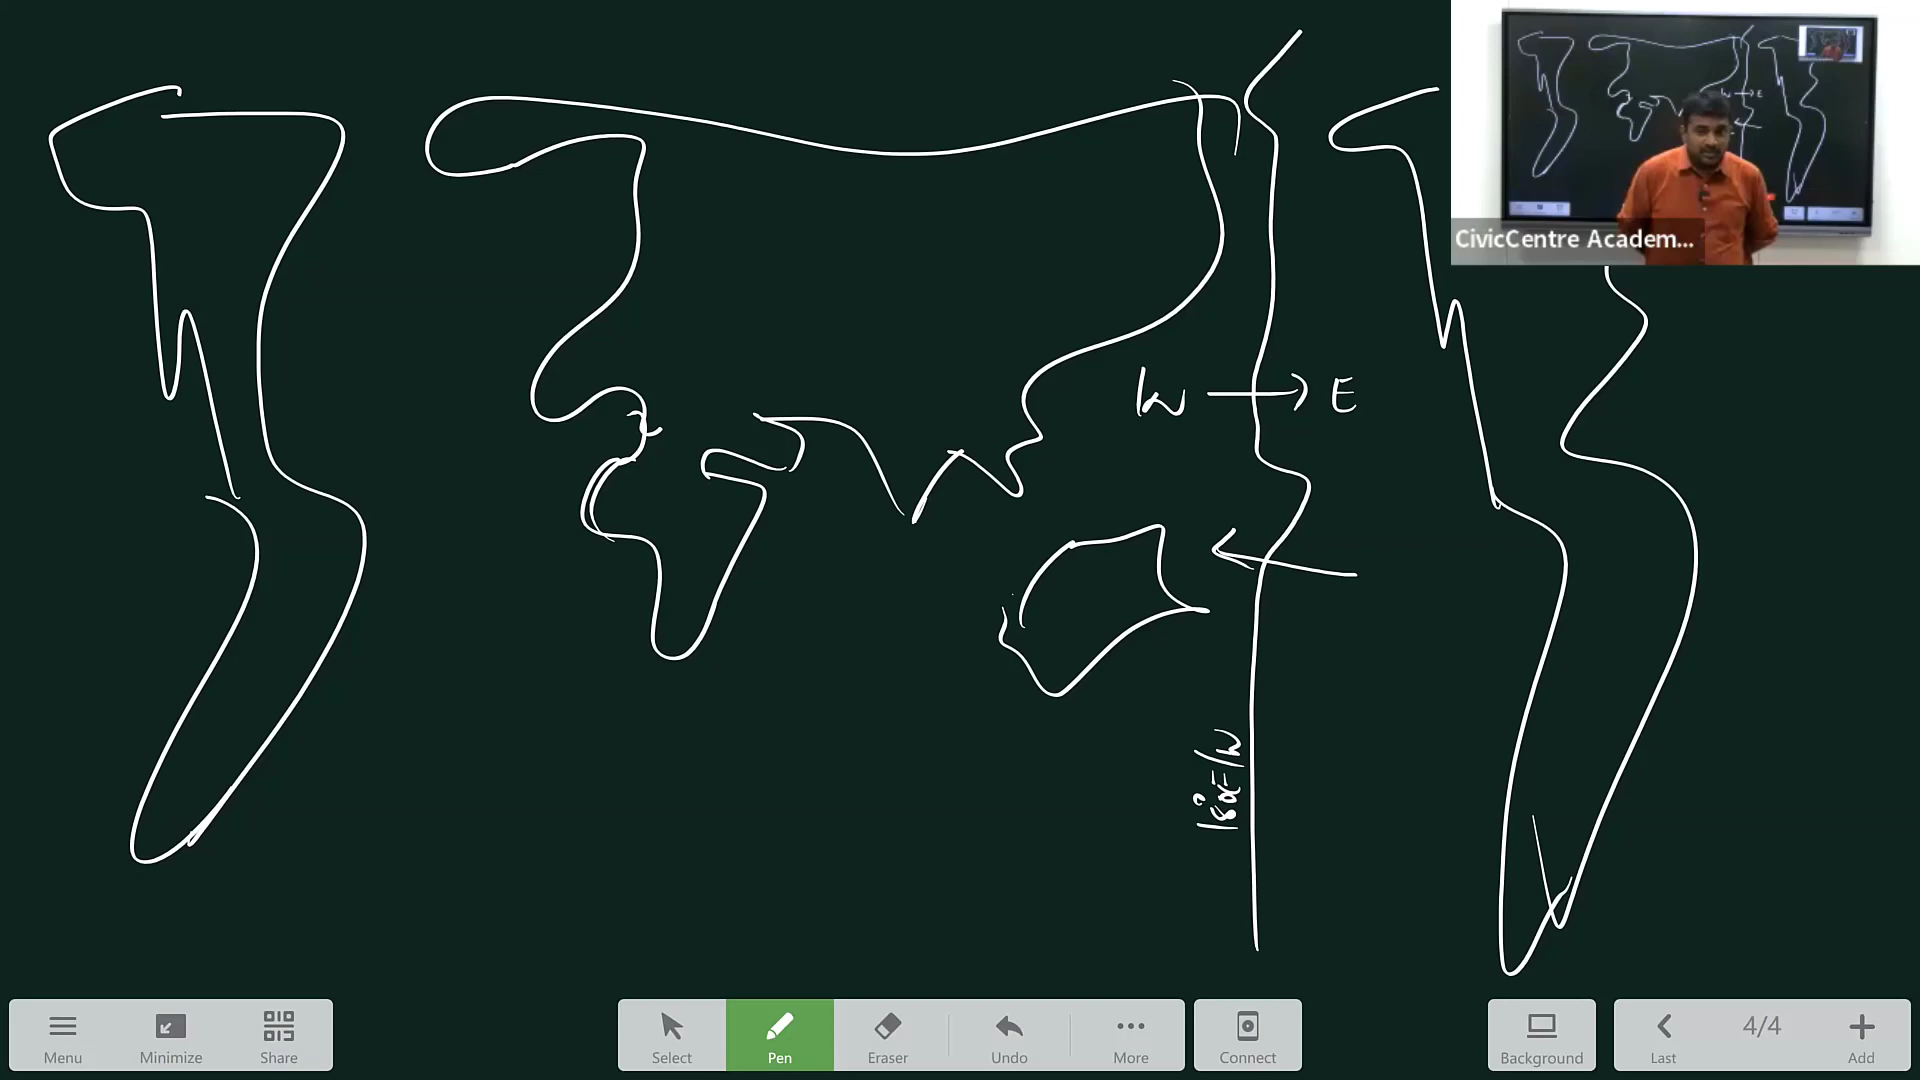 CivicCentre Academ...
W → E
180° E/W
Menu
Minimize
Share
Select
Pen
Eraser
Undo
More
Connect
Background
Last
4/4
Add